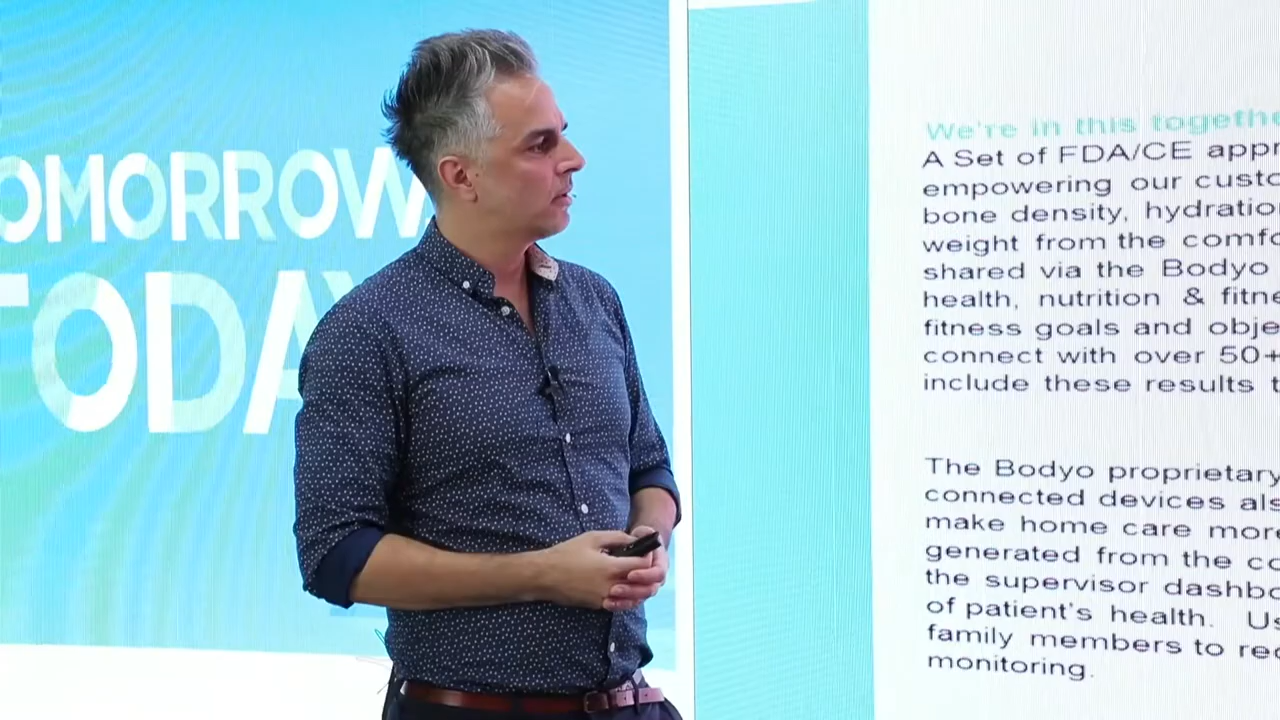 OMORROW
TODA
We're in this togethe
A Set of FDA/CE appr
empowering our custo
bone density, hydratio
weight from the comfo
shared via the Bodyo
health, nutrition & fitne
fitness goals and obje
connect with over 50+
include these results t
The Bodyo proprietary
connected devices als
make home care more
generated from the co
the supervisor dashbo
of patient's health. Us
family members to rec
monitoring.